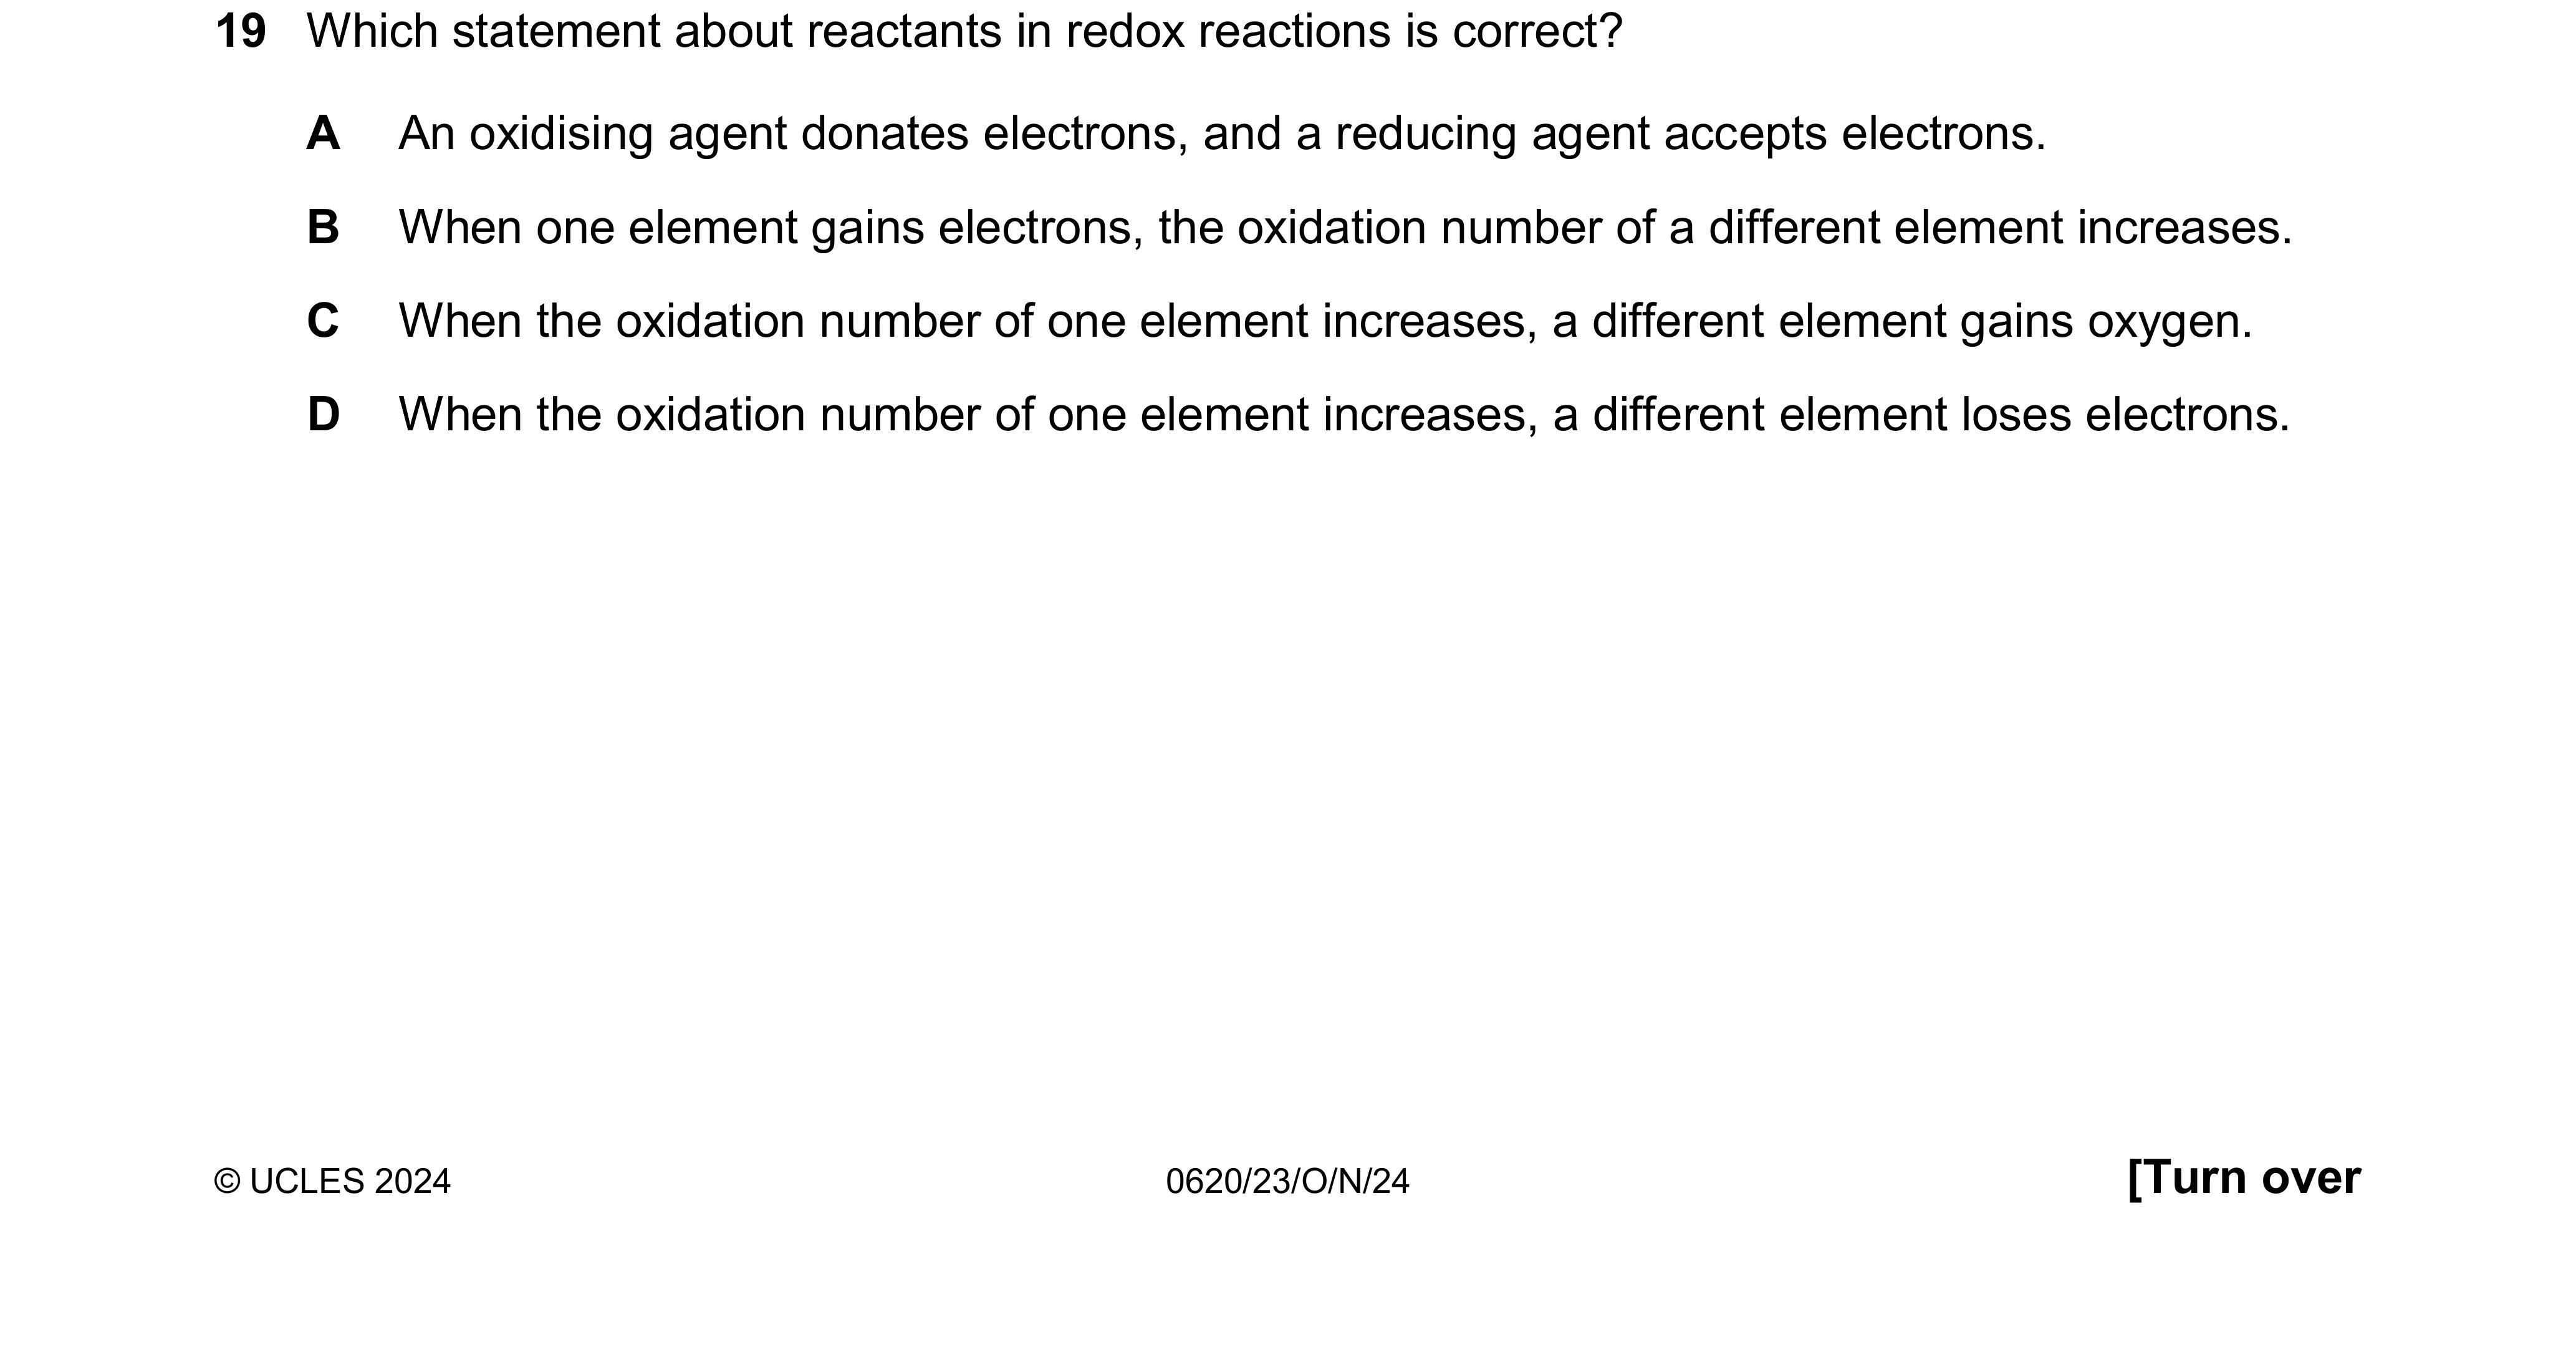 19 Which statement about reactants in redox reactions is correct?
A An oxidising agent donates electrons, and a reducing agent accepts electrons.
B When one element gains electrons, the oxidation number of a different element increases.
C When the oxidation number of one element increases, a different element gains oxygen.
D When the oxidation number of one element increases, a different element loses electrons.
© UCLES 2024 0620/23/O/N/24 [Turn over